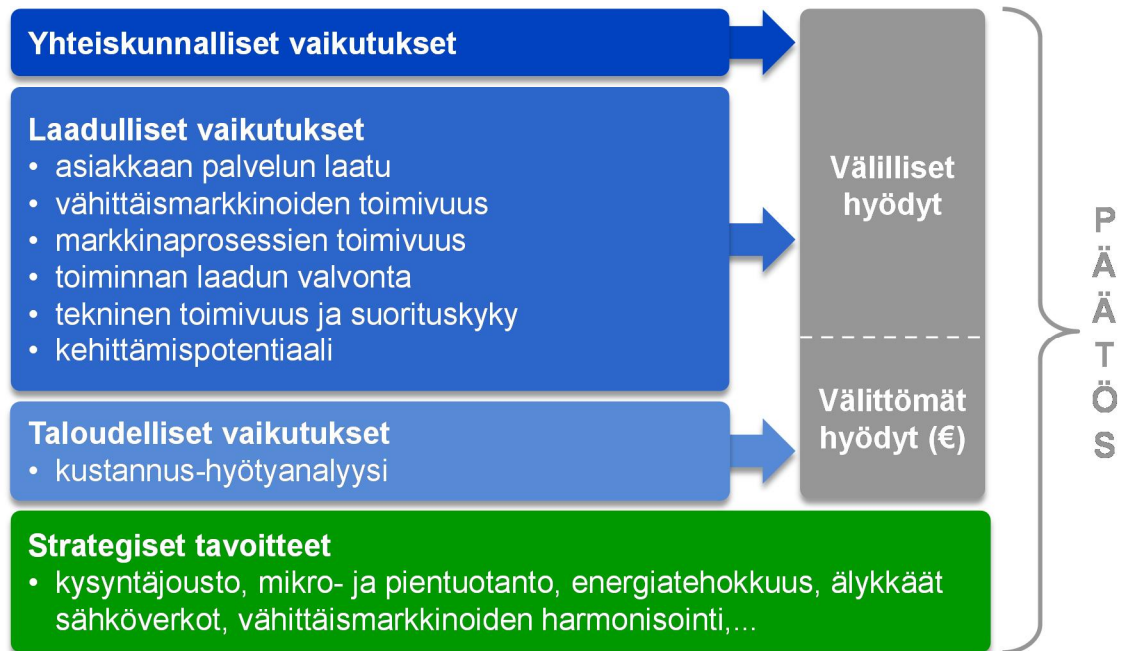 Yhteiskunnalliset vaikutukset
Laadulliset vaikutukset
• asiakkaan palvelun laatu
• vähittäismarkkinoiden toimivuus
• markkinaprosessien toimivuus
• toiminnan laadun valvonta
• tekninen toimivuus ja suorituskyky
• kehittämispotentiaali
Taloudelliset vaikutukset
• kustannus-hyötyanalyysi
Strategiset tavoitteet
• kysyntäjousto, mikro- ja pientuotanto, energiatehokkuus, älykkäät
sähköverkot, vähittäismarkkinoiden harmonisointi,...
Välilliset
hyödyt
Välittömät
hyödyt (€)
P
Ä
Ä
T
Ö
S